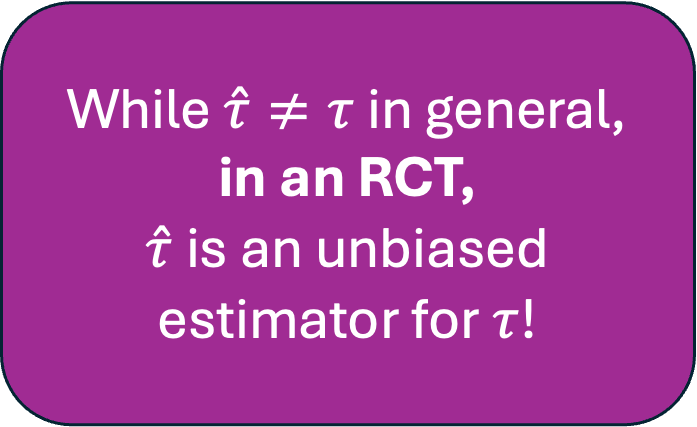 While τ̂ ≠ τ in general,
in an RCT,
τ̂ is an unbiased
estimator for τ!